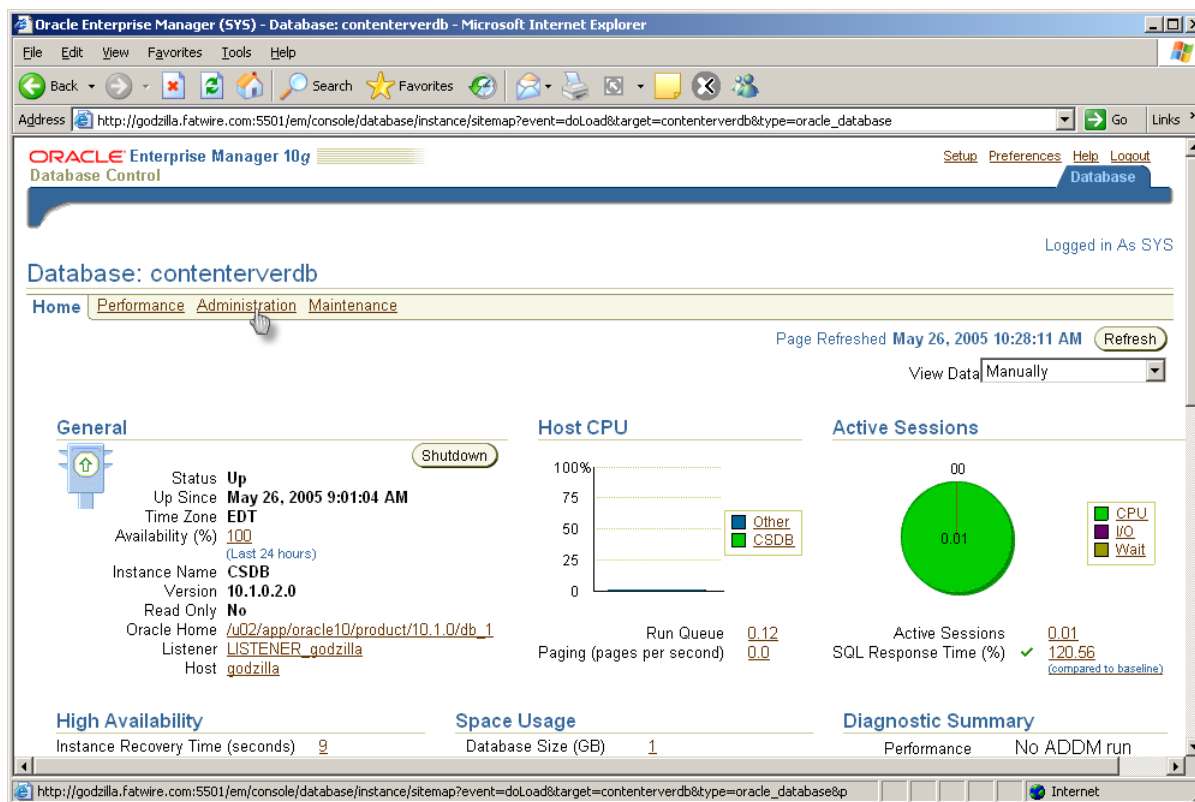 Oracle Enterprise Manager (SYS) - Database: contenterverdb - Microsoft Internet Explorer
File Edit View Favorites Tools Help
Back Search Favorites
Address http://godzilla.fatwire.com:5501/em/console/database/instance/sitemap?event=doLoad&target=contenterverdb&type=oracle_database Go Links
ORACLE Enterprise Manager 10g
Database Control
Setup Preferences Help Logout
Database
Logged in As SYS
Database: contenterverdb
Home Performance Administration Maintenance
Page Refreshed May 26, 2005 10:28:11 AM Refresh
View Data Manually
General
Shutdown
Status Up
Up Since May 26, 2005 9:01:04 AM
Time Zone EDT
Availability (%) 100
(Last 24 hours)
Instance Name CSDB
Version 10.1.0.2.0
Read Only No
Oracle Home /u02/app/oracle10/product/10.1.0/db_1
Listener LISTENER_godzilla
Host godzilla
Host CPU
100%
75
50
25
0
Other
CSDB
Run Queue 0.12
Paging (pages per second) 0.0
Active Sessions
00
0.01
CPU
I/O
Wait
Active Sessions 0.01
SQL Response Time (%) 120.56
(compared to baseline)
High Availability
Instance Recovery Time (seconds) 9
Space Usage
Database Size (GB) 1
Diagnostic Summary
Performance No ADDM run
http://godzilla.fatwire.com:5501/em/console/database/instance/sitemap?event=doLoad&target=contenterverdb&type=oracle_database&p Internet